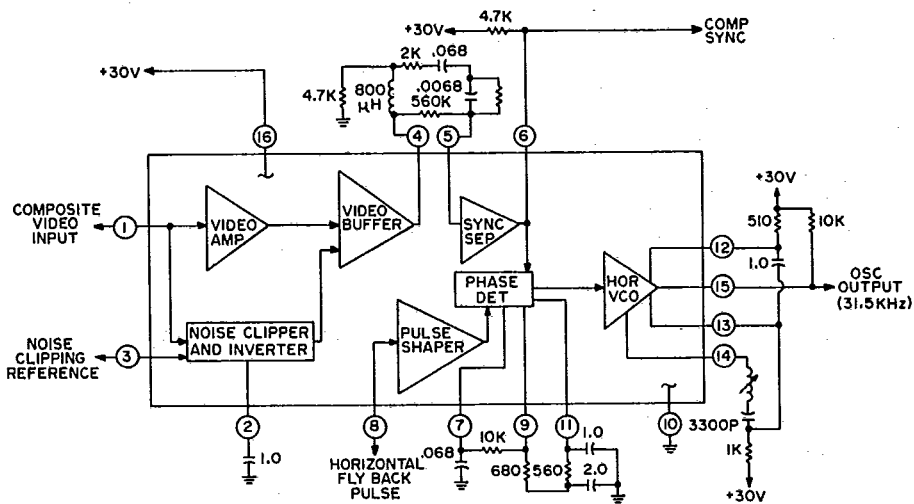 4.7K
+30V
COMP
SYNC
2K
.068
+30V
4.7K
800
μH
.0068
560K
16
4
5
6
COMPOSITE
VIDEO
INPUT
1
VIDEO
AMP
VIDEO
BUFFER
SYNC
SEP
+30V
510
10K
12
1.0
PHASE
DET
HOR
VCO
15
OSC
OUTPUT
(31.5KHz)
NOISE CLIPPER
AND INVERTER
PULSE
SHAPER
13
NOISE
CLIPPING
REFERENCE
3
14
2
8
7
9
11
10
3300P
1.0
HORIZONTAL
FLY BACK
PULSE
.068
10K
680
560
1.0
2.0
1K
+30V